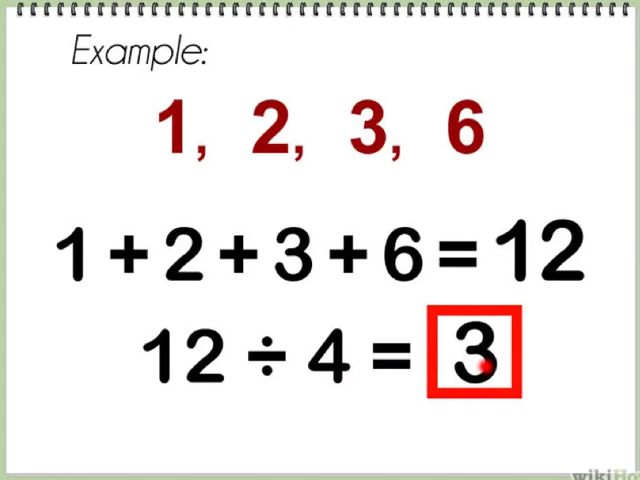 Example:
1, 2, 3, 6
1 + 2 + 3 + 6 = 12
12 ÷ 4 = 3